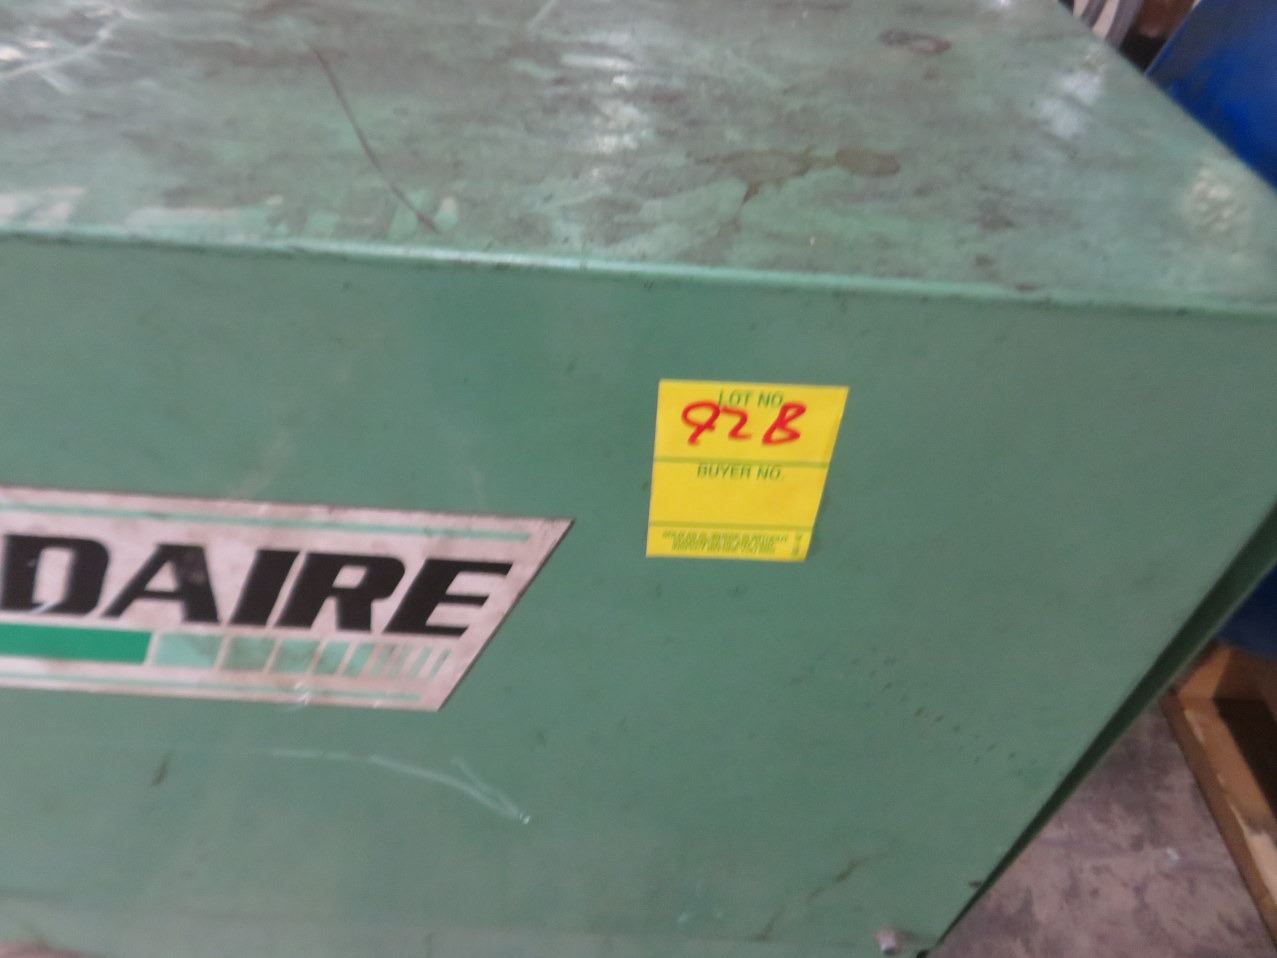 LOT NO.
92B
BUYER NO.
DAIRE